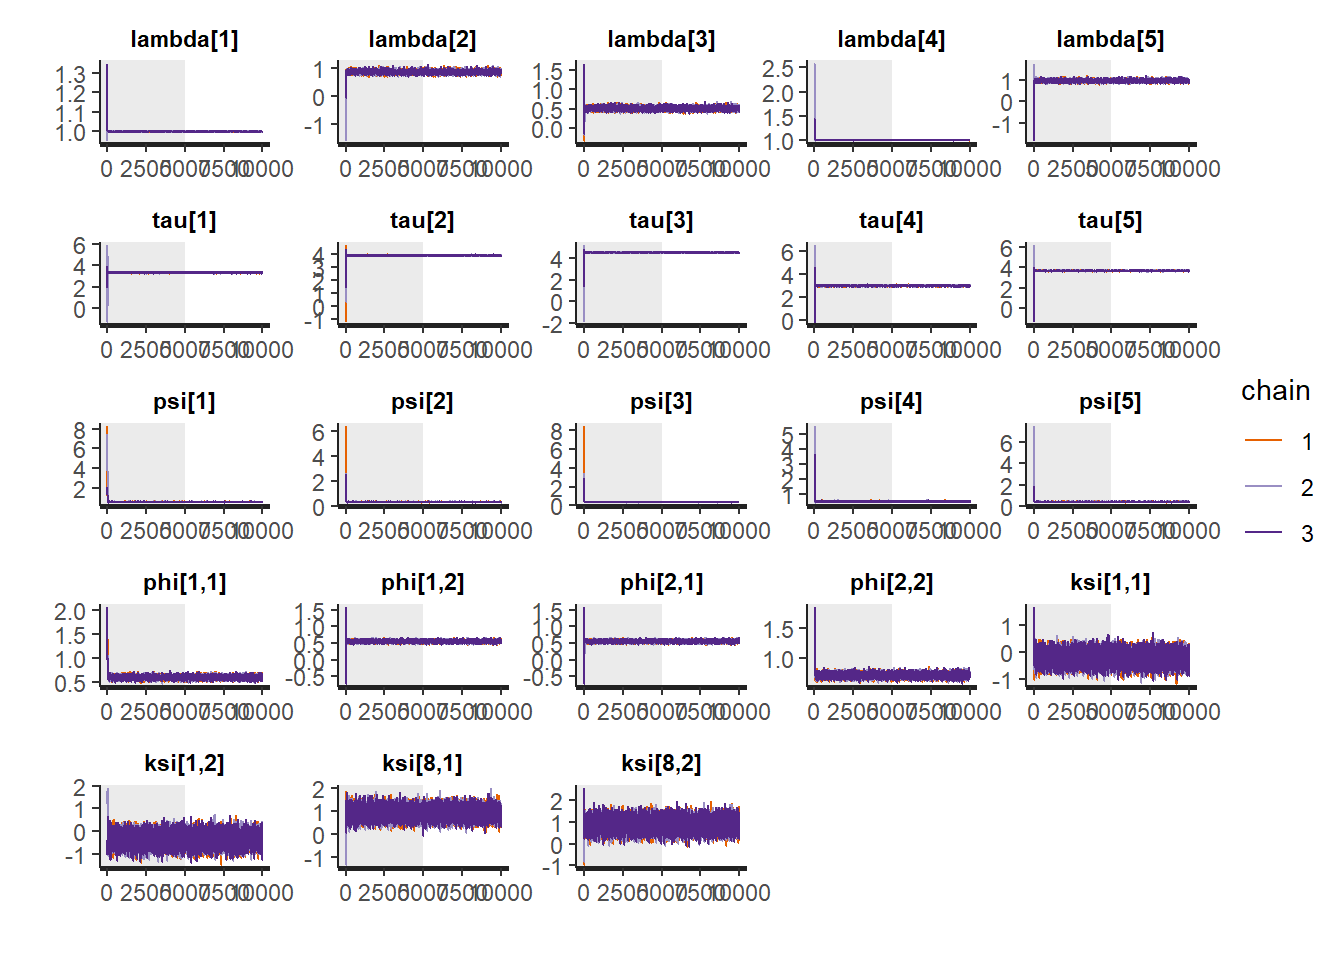 lambda[1] lambda[2] lambda[3] lambda[4] lambda[5]
1.3 1.2 1.1 1.0 1 0 -1 1.5 1.0 0.5 0.0 2.5 2.0 1.5 1.0 1 0 -1
0 2500 5000 7500 10000 0 2500 5000 7500 10000 0 2500 5000 7500 10000 0 2500 5000 7500 10000 0 2500 5000 7500 10000
tau[1] tau[2] tau[3] tau[4] tau[5]
6 4 2 0 4 3 2 1 0 -1 4 2 0 -2 6 4 2 0 6 4 2 0
0 2500 5000 7500 10000 0 2500 5000 7500 10000 0 2500 5000 7500 10000 0 2500 5000 7500 10000 0 2500 5000 7500 10000
psi[1] psi[2] psi[3] psi[4] psi[5]
8 6 4 2 6 4 2 0 8 6 4 2 0 5 4 3 2 1 6 4 2 0
0 2500 5000 7500 10000 0 2500 5000 7500 10000 0 2500 5000 7500 10000 0 2500 5000 7500 10000 0 2500 5000 7500 10000
phi[1,1] phi[1,2] phi[2,1] phi[2,2] ksi[1,1]
2.0 1.5 1.0 0.5 1.5 1.0 0.5 0.0 -0.5 1.5 1.0 0.5 0.0 -0.5 1.5 1.0 1 0 -1
0 2500 5000 7500 10000 0 2500 5000 7500 10000 0 2500 5000 7500 10000 0 2500 5000 7500 10000 0 2500 5000 7500 10000
ksi[1,2] ksi[8,1] ksi[8,2]
2 1 0 -1 2 1 0 -1 2 1 0 -1
0 2500 5000 7500 10000 0 2500 5000 7500 10000 0 2500 5000 7500 10000
chain
1
2
3